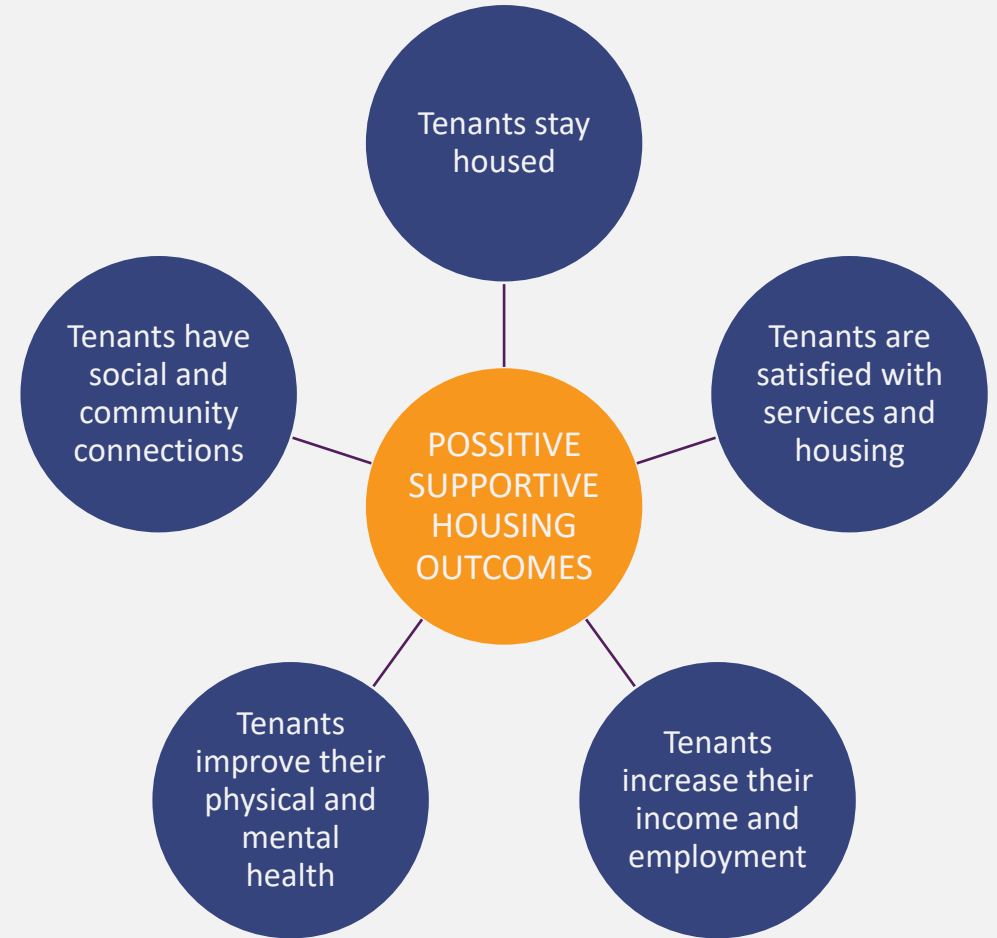 Tenants stay
housed
Tenants have
social and
community
connections
Tenants are
satisfied with
services and
housing
POSSITIVE
SUPPORTIVE
HOUSING
OUTCOMES
Tenants
improve their
physical and
mental
health
Tenants
increase their
income and
employment